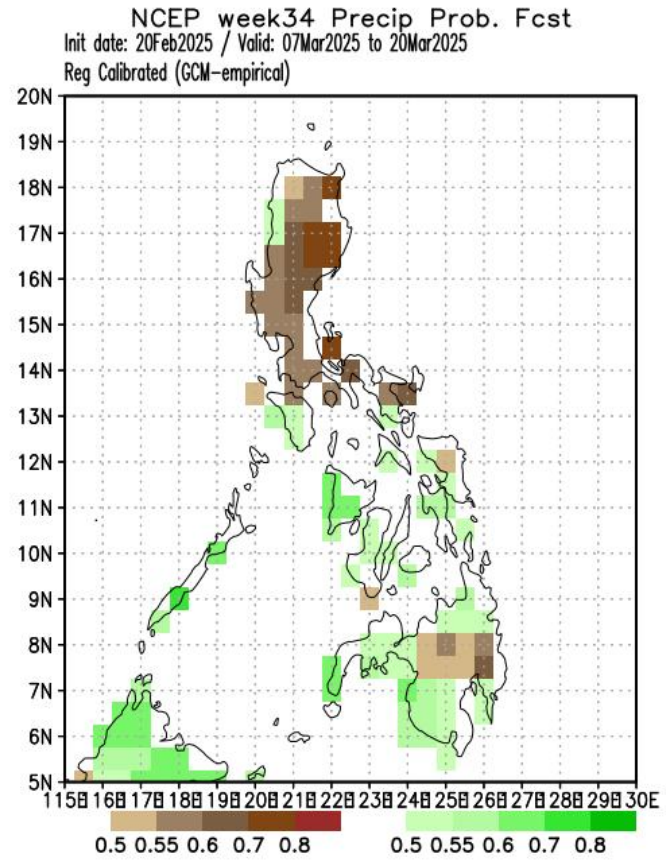 NCEP week34 Precip Prob. Fcst
Init date: 20Feb2025 / Valid: 07Mar2025 to 20Mar2025
Reg Calibrated (GCM-empirical)
20N
19N
18N
17N
16N
15N
14N
13N
12N
11N
10N
9N
8N
7N
6N
5N
115E 116E 117E 118E 119E 120E 121E 122E 123E 124E 125E 126E 127E 128E 129E 130E
0.5 0.55 0.6 0.7 0.8 0.5 0.55 0.6 0.7 0.8